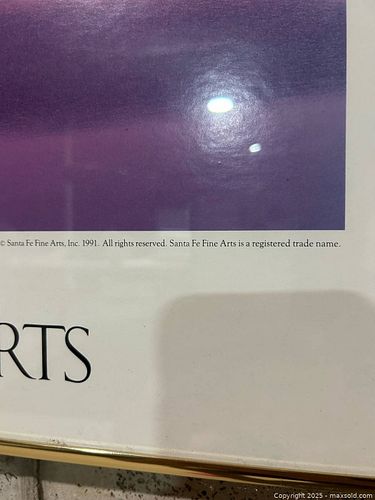 © Santa Fe Fine Arts, Inc. 1991. All rights reserved. Santa Fe Fine Arts is a registered trade name.
RTS
Copyright 2025 - maxsold.com